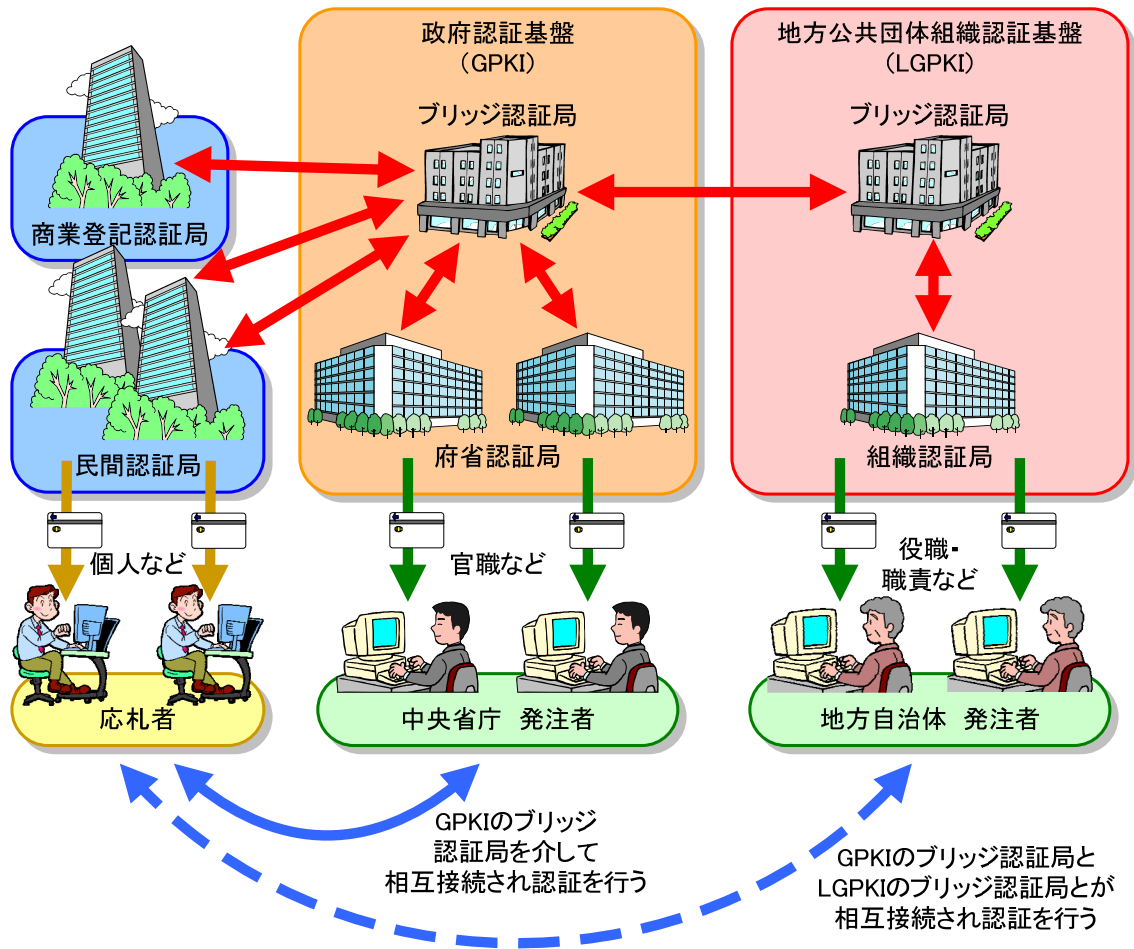 政府認証基盤
（GPKI）
地方公共団体組織認証基盤
（LGPKI）
ブリッジ認証局
ブリッジ認証局
商業登記認証局
民間認証局
府省認証局
組織認証局
個人など
官職など
役職・
職責など
応札者
中央省庁 発注者
地方自治体 発注者
GPKIのブリッジ
認証局を介して
相互接続され認証を行う
GPKIのブリッジ認証局と
LGPKIのブリッジ認証局とが
相互接続され認証を行う